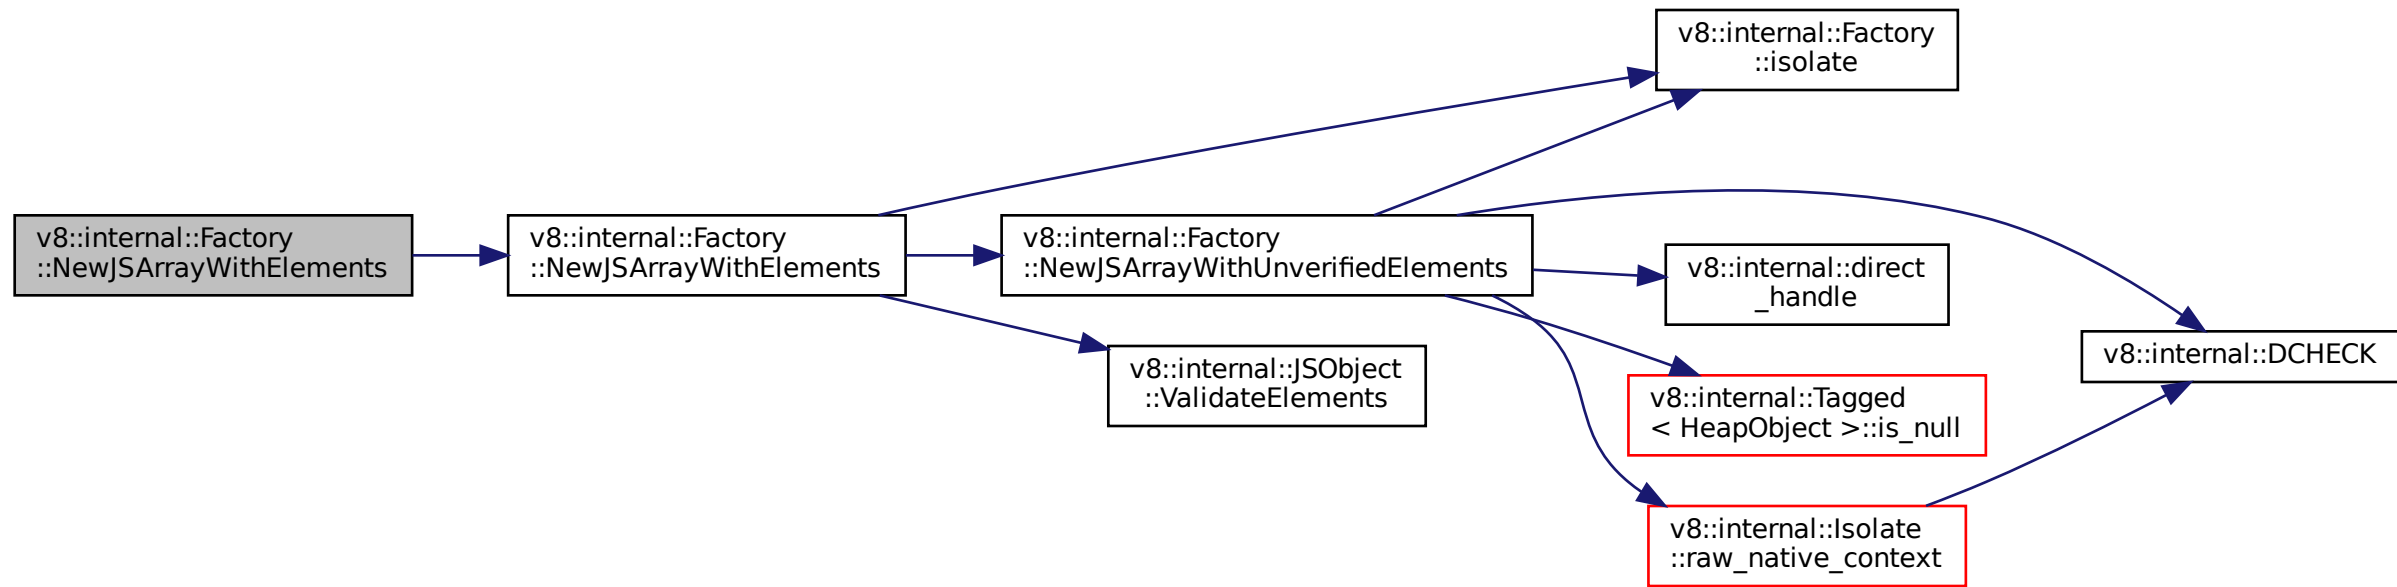 v8::internal::Factory
::NewJSArrayWithElements
v8::internal::Factory
::NewJSArrayWithElements
v8::internal::Factory
::NewJSArrayWithUnverifiedElements
v8::internal::JSObject
::ValidateElements
v8::internal::Factory
::isolate
v8::internal::direct
_handle
v8::internal::Tagged
< HeapObject >::is_null
v8::internal::Isolate
::raw_native_context
v8::internal::DCHECK